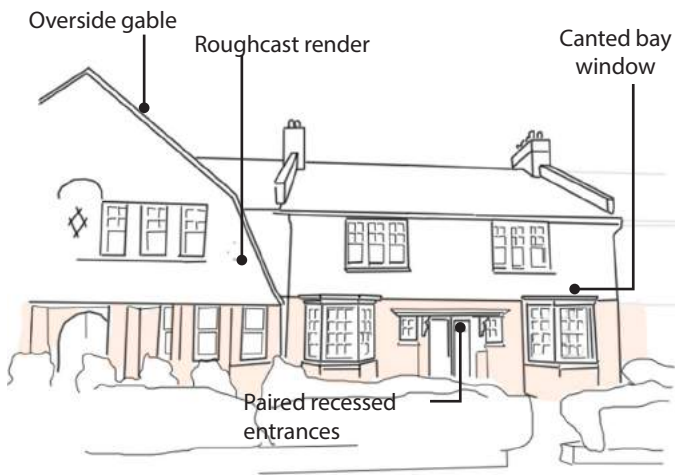 Overside gable
Roughcast render
Canted bay
window
Paired recessed
entrances